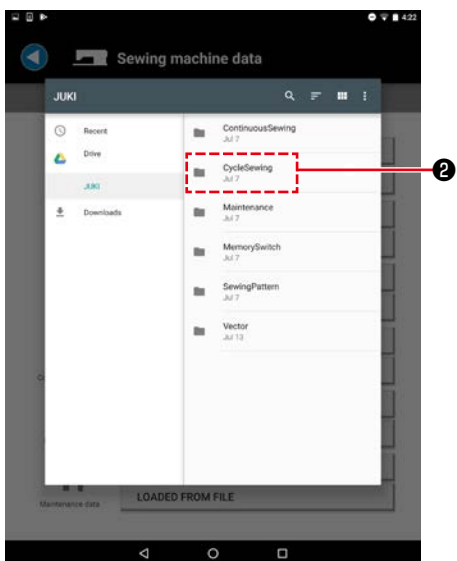 4:22
Sewing machine data
JUKI
Recent
Drive
JUKI
Downloads
ContinuousSewing
Jul 7
CycleSewing
Jul 7
❷
Maintenance
Jul 7
MemorySwitch
Jul 7
SewingPattern
Jul 7
Vector
Jul 13
Maintenance data
LOADED FROM FILE